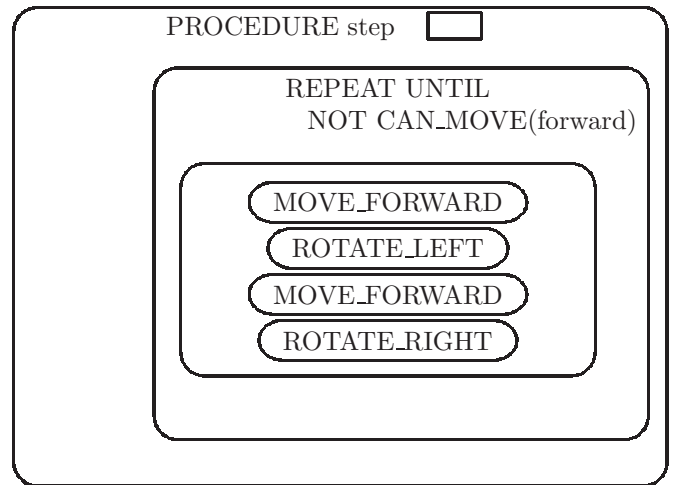 PROCEDURE step
REPEAT UNTIL
NOT CAN_MOVE(forward)
MOVE_FORWARD
ROTATE_LEFT
MOVE_FORWARD
ROTATE_RIGHT